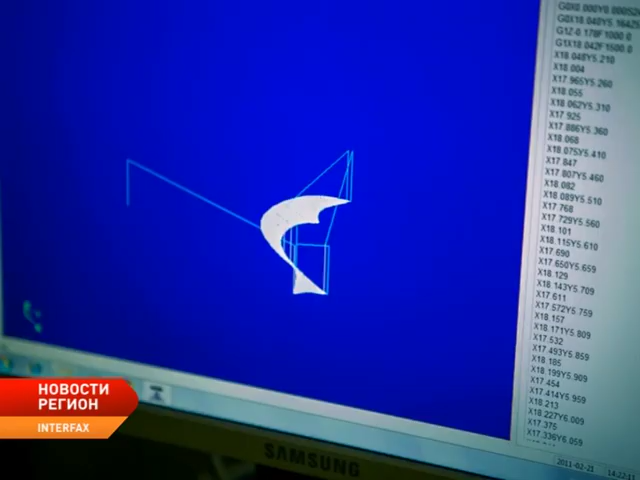 G0X0.000Y0.000S24
G0X18.040Y5.164Z5
G1Z-0.178F1000.0
G1X18.042F1500.0
X18.048Y5.210
X18.004
X17.965Y5.260
X18.055
X18.062Y5.310
X17.925
X17.886Y5.360
X18.068
X18.075Y5.410
X17.847
X17.807Y5.460
X18.082
X18.089Y5.510
X17.768
X17.729Y5.560
X18.101
X18.115Y5.610
X17.690
X17.650Y5.659
X18.129
X18.143Y5.709
X17.611
X17.572Y5.759
X18.157
X18.171Y5.809
X17.532
X17.493Y5.859
X18.185
X18.199Y5.909
X17.454
X17.414Y5.959
X18.213
X18.227Y6.009
X17.375
X17.336Y6.059
2011-02-21
НОВОСТИ
РЕГИОН
INTERFAX
SAMSUNG